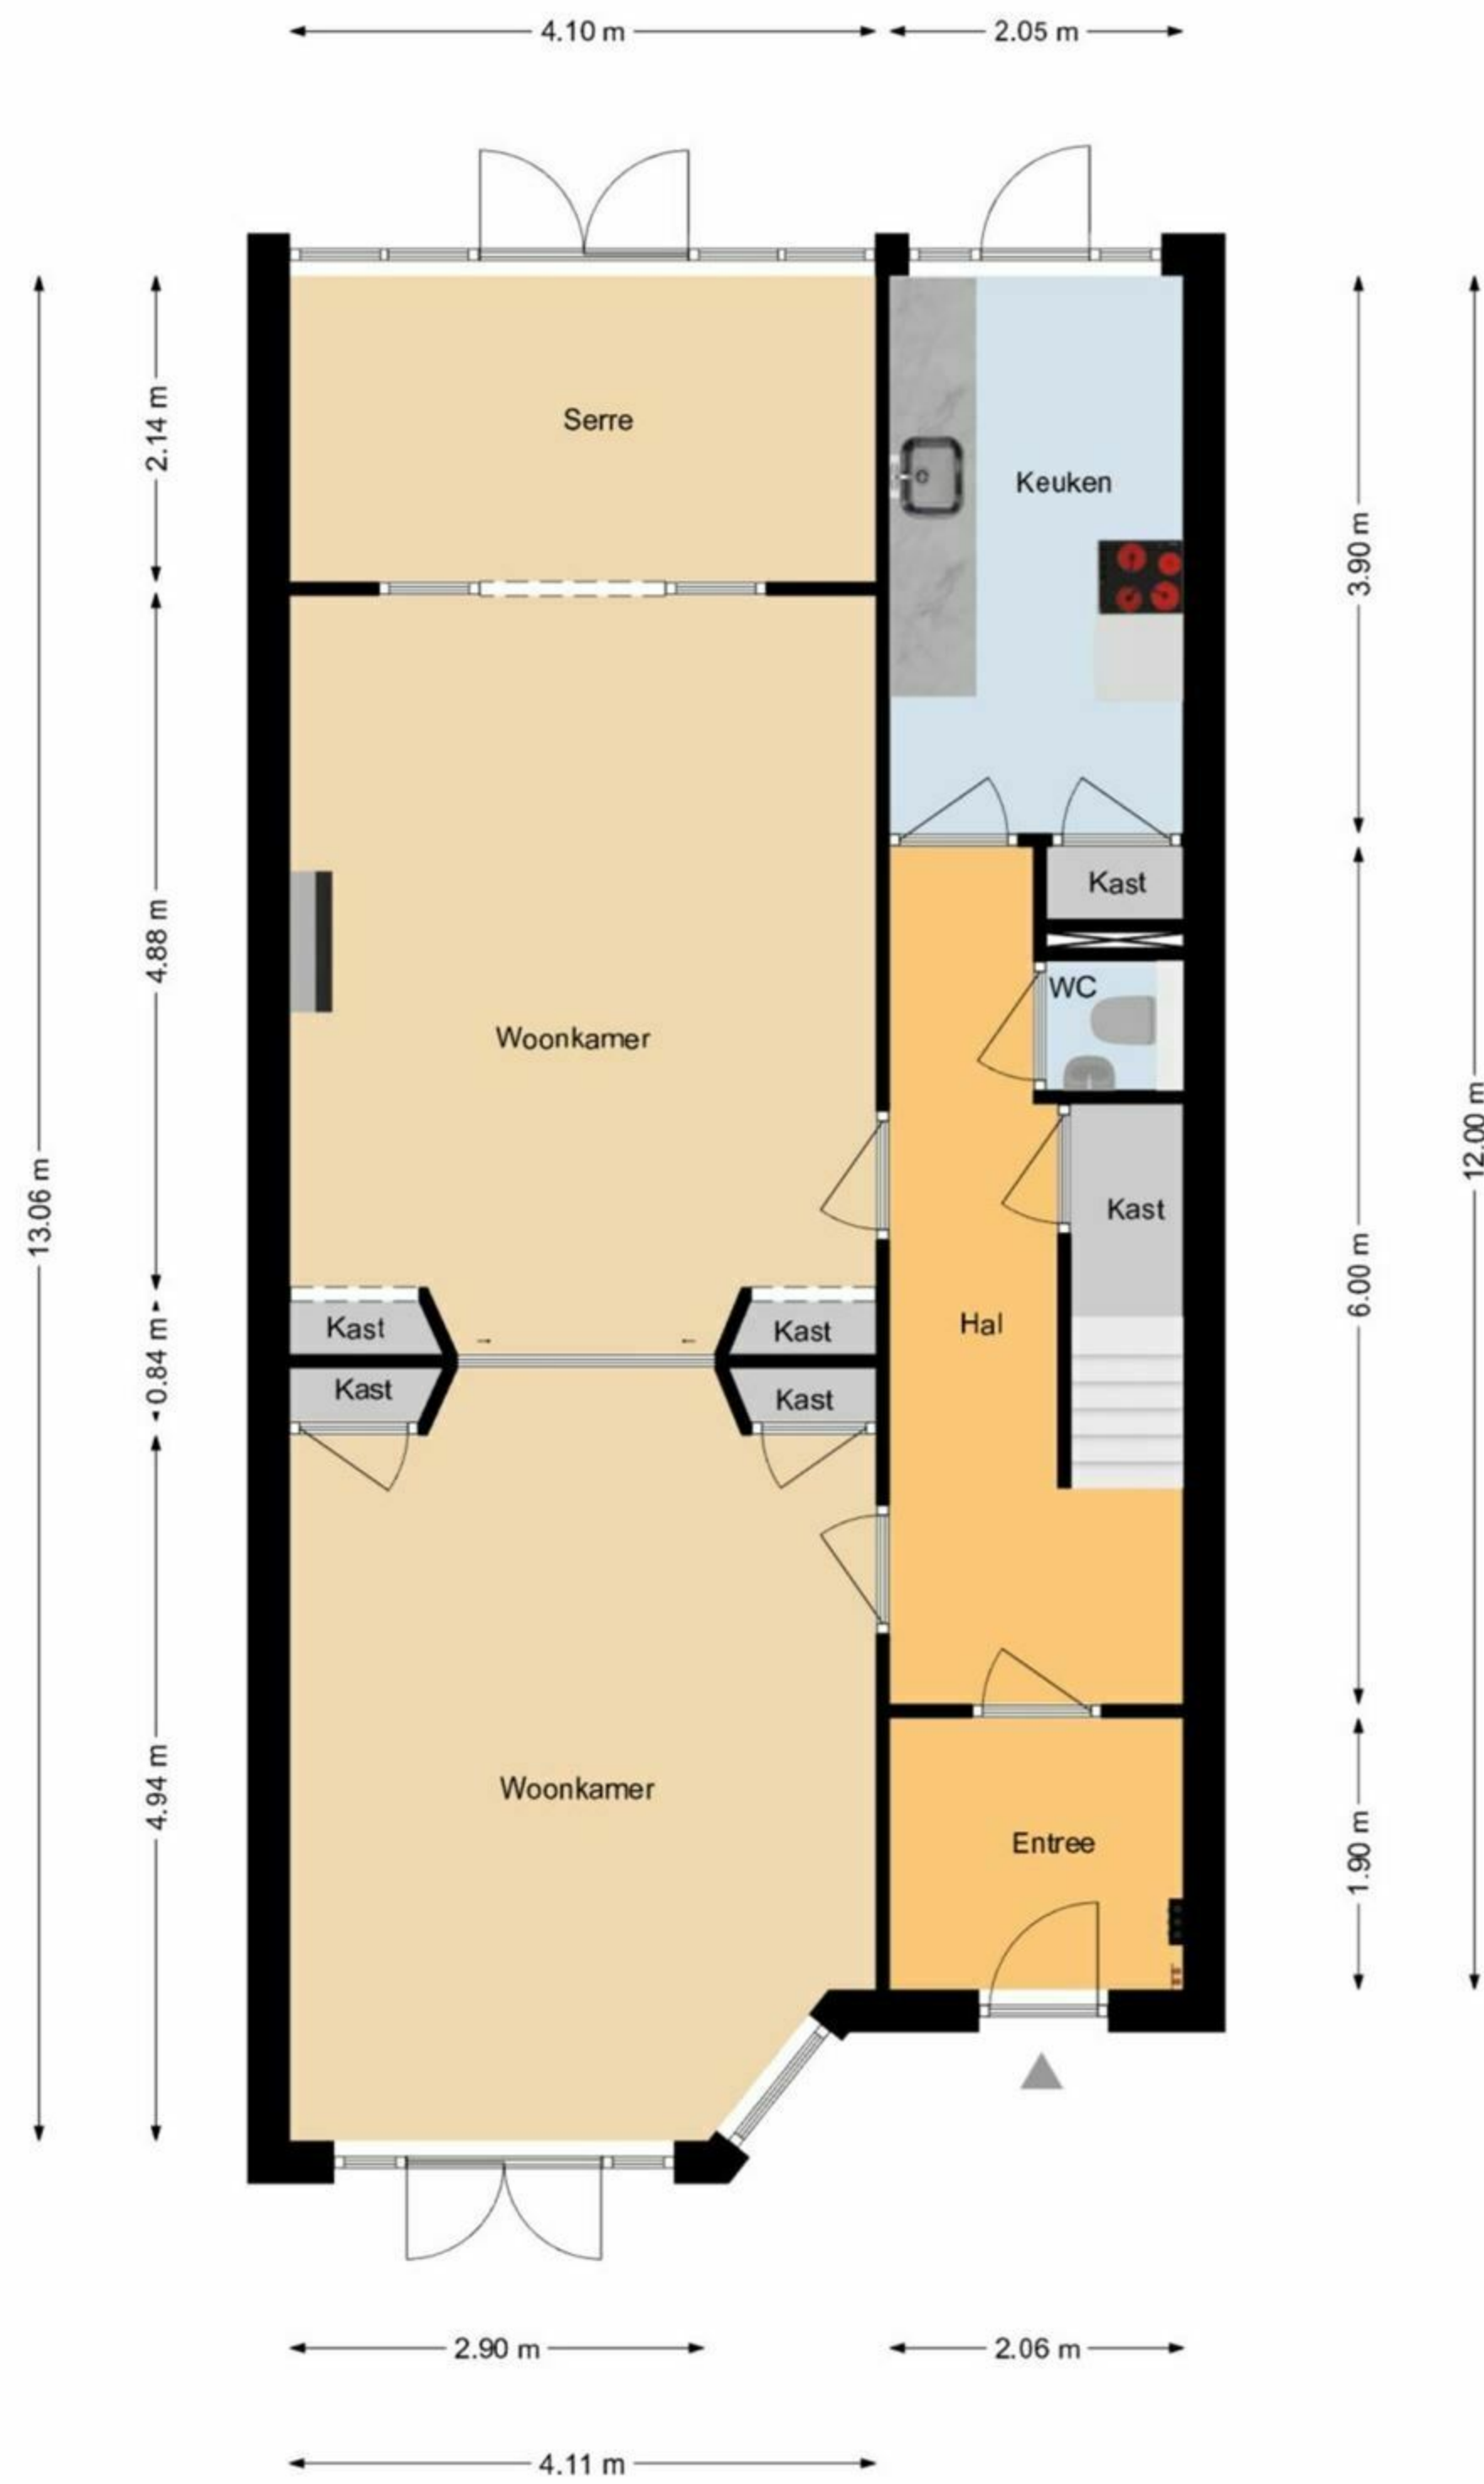 4.10 m
2.05 m
2.14 m
Serre
Keuken
3.90 m
4.88 m
Kast
WC
Woonkamer
13.06 m
12.00 m
Kast
6.00 m
Hal
0.84 m
Kast
Kast
Kast
Kast
4.94 m
Woonkamer
Entree
1.90 m
2.90 m
2.06 m
4.11 m